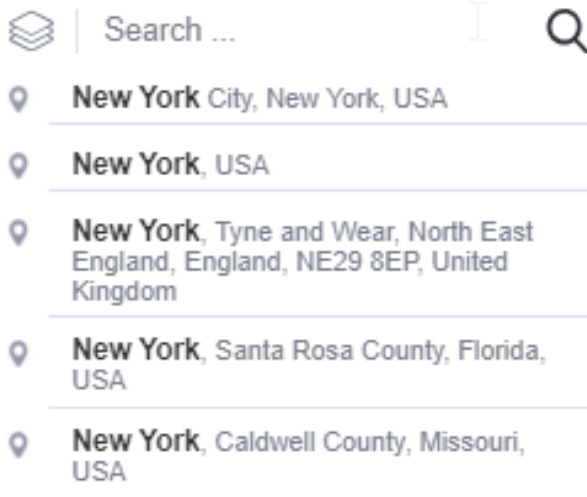 Search ...
New York City, New York, USA
New York, USA
New York, Tyne and Wear, North East
England, England, NE29 8EP, United
Kingdom
New York, Santa Rosa County, Florida,
USA
New York, Caldwell County, Missouri,
USA